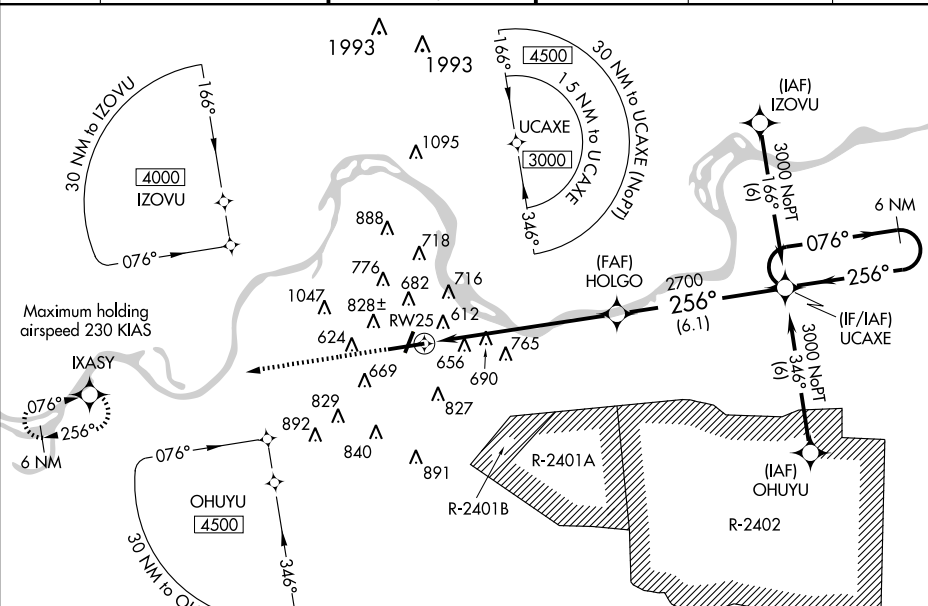 1993
1993
166°
4500
30 NM to UCAXE (NoPT)
15 NM to UCAXE
UCAXE
3000
346°
30 NM to IZOVU
166°
4000
IZOVU
076°
1095
(IAF)
IZOVU
3000 NoPT
166°
(6)
6 NM
076°
256°
888
718
776
682
716
1047
828±
RW25
612
624
656
690
765
669
827
829
892
840
891
(FAF)
HOLGO
2700
256°
(6.1)
(IF/IAF)
UCAXE
3000 NoPT
346°
(6)
Maximum holding
airspeed 230 KIAS
IXASY
076°
256°
6 NM
076°
OHUYU
4500
30 NM to
346°
R-2401A
R-2401B
R-2402
(IAF)
OHUYU